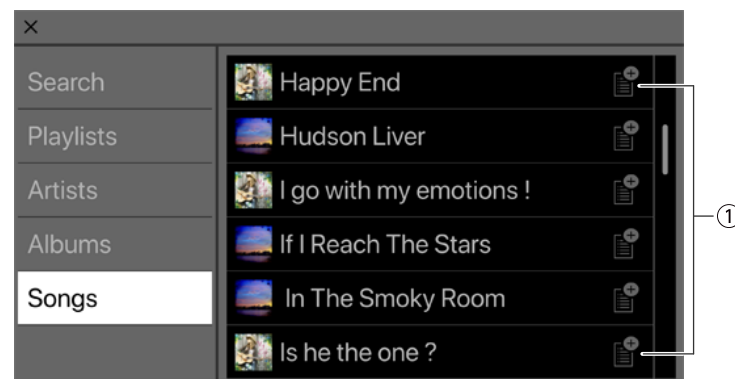 ×
Search
Playlists
Artists
Albums
Songs
Happy End
Hudson Liver
I go with my emotions !
If I Reach The Stars
In The Smoky Room
Is he the one ?
1